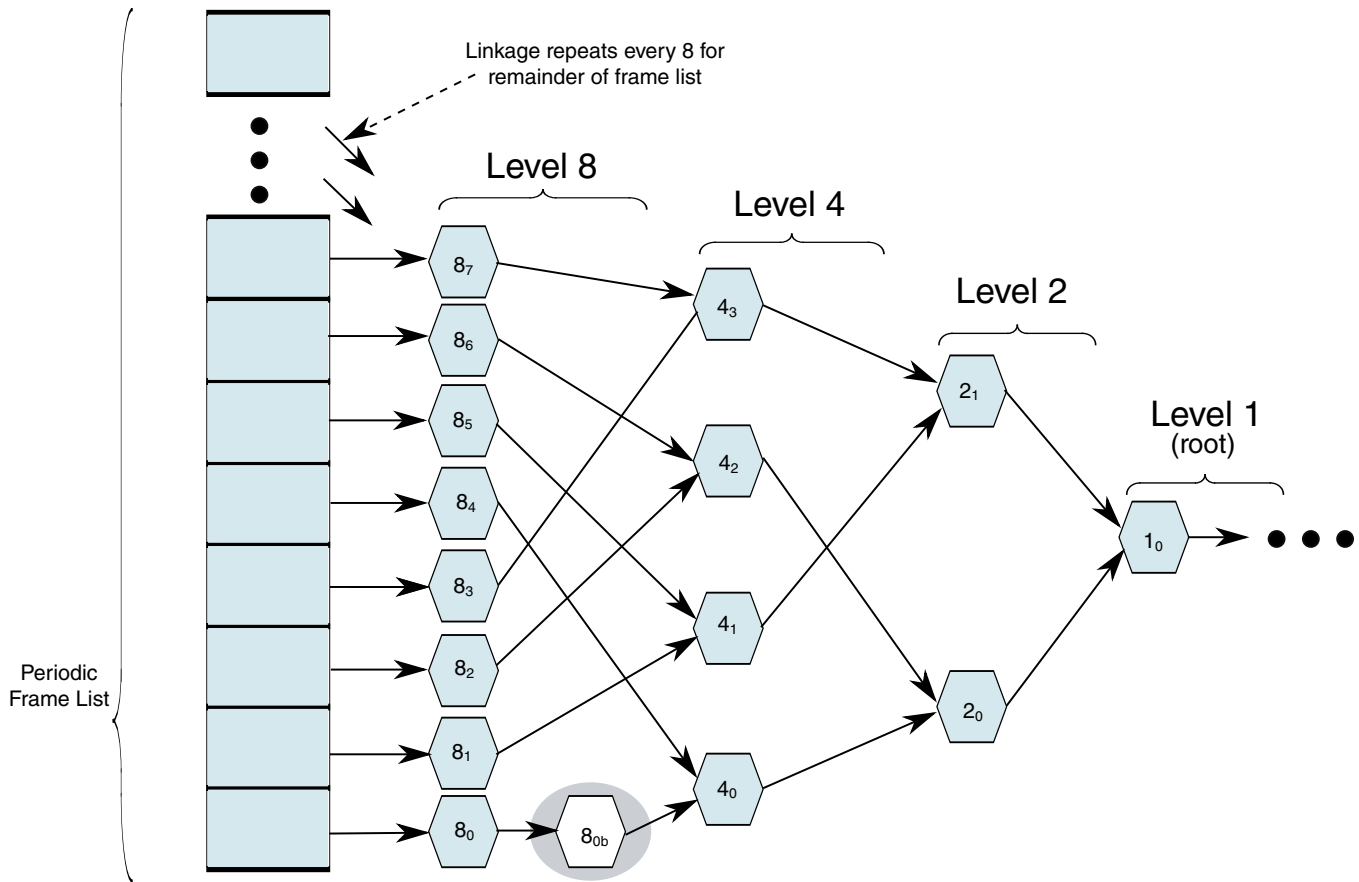 Linkage repeats every 8 for
remainder of frame list
Level 8
Level 4
Level 2
Level 1
(root)
8₇
8₆
8₅
8₄
8₃
8₂
8₁
8₀
8₀b
4₃
4₂
4₁
4₀
2₁
2₀
1₀
Periodic
Frame List